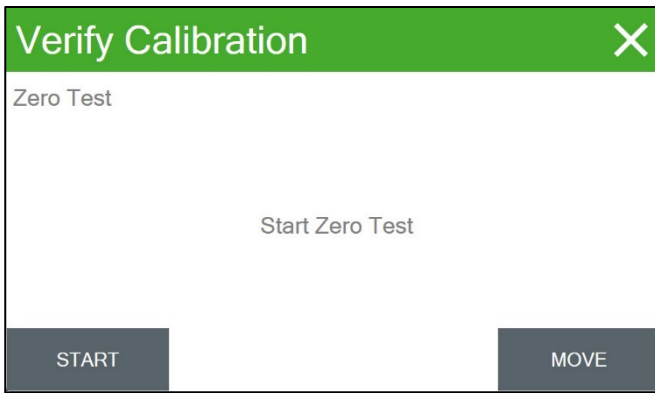 Verify Calibration
Zero Test
Start Zero Test
START
MOVE